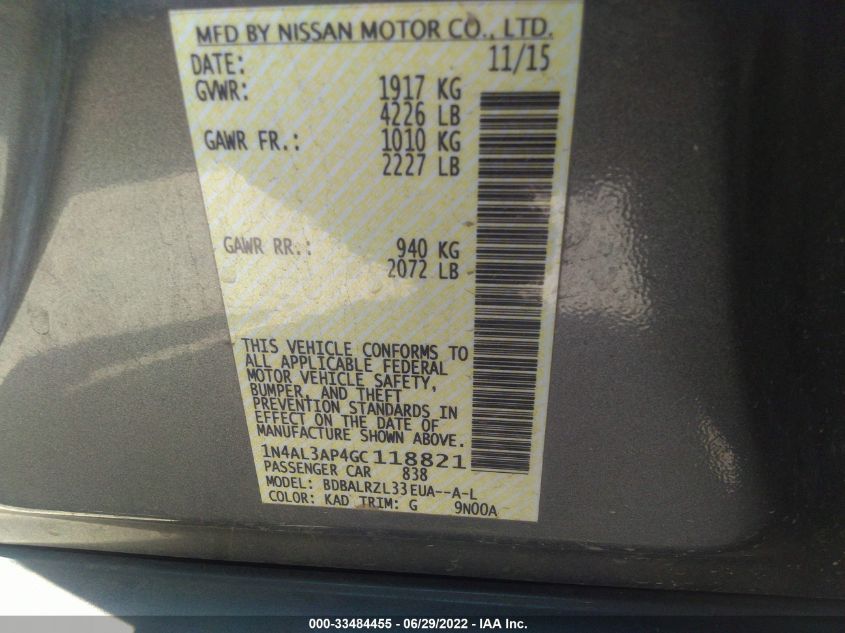 MFD BY NISSAN MOTOR CO., LTD.
DATE: 11/15
GVWR: 1917 KG
4226 LB
GAWR FR.: 1010 KG
2227 LB
GAWR RR.: 940 KG
2072 LB
THIS VEHICLE CONFORMS TO
ALL APPLICABLE FEDERAL
MOTOR VEHICLE SAFETY,
BUMPER, AND THEFT
PREVENTION STANDARDS IN
EFFECT ON THE DATE OF
MANUFACTURE SHOWN ABOVE.
1N4AL3AP4GC118821
PASSENGER CAR 838
MODEL: BDBALRZL33EUA--A-L
COLOR: KAD TRIM: G 9N00A
000-33484455 - 06/29/2022 - IAA Inc.